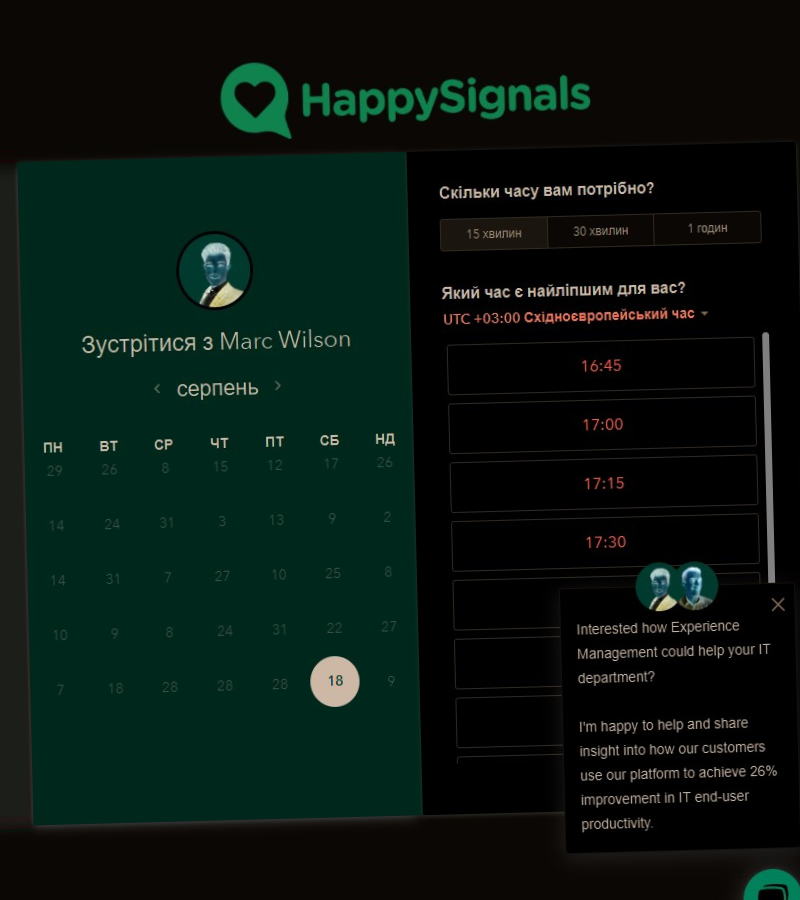 HappySignals
Зустрітися з Marc Wilson
серпень
ПН ВТ СР ЧТ ПТ СБ НД
29 26 8 15 12 17 26
14 24 31 3 13 9 2
14 31 7 27 10 25 8
10 9 8 24 31 22 27
7 18 28 28 28 18 9
Скільки часу вам потрібно?
15 хвилин 30 хвилин 1 годин
Який час є найліпшим для вас?
UTC +03:00 Східноєвропейський час
16:45
17:00
17:15
17:30
Interested how Experience
Management could help your IT
department?
I'm happy to help and share
insight into how our customers
use our platform to achieve 26%
improvement in IT end-user
productivity.